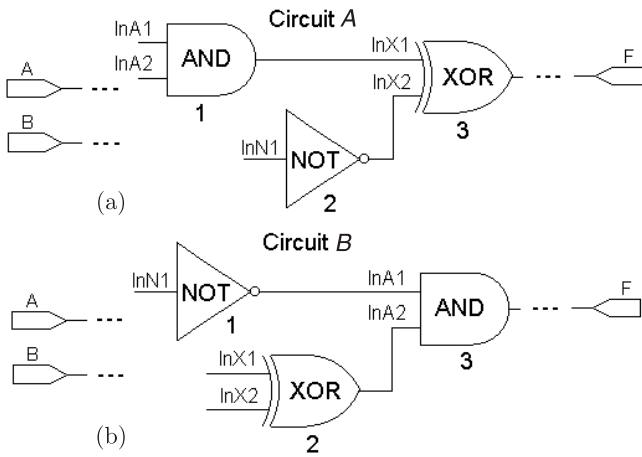 Circuit A
InA1
AND
InX1
InA2
InX2
XOR
F
A
1
3
B
InN1
NOT
2
(a)
Circuit B
InN1
NOT
InA1
AND
F
A
1
InA2
3
B
InX1
XOR
InX2
2
(b)